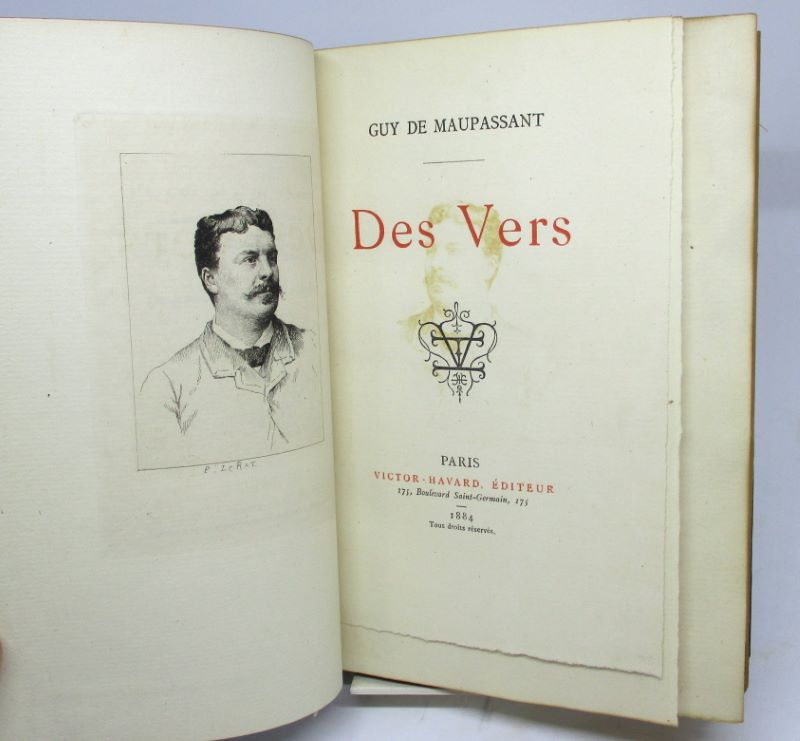 P. Le Rat
GUY DE MAUPASSANT
Des Vers
PARIS
VICTOR-HAVARD, ÉDITEUR
175, Boulevard Saint-Germain, 175
1884
Tous droits réservés.